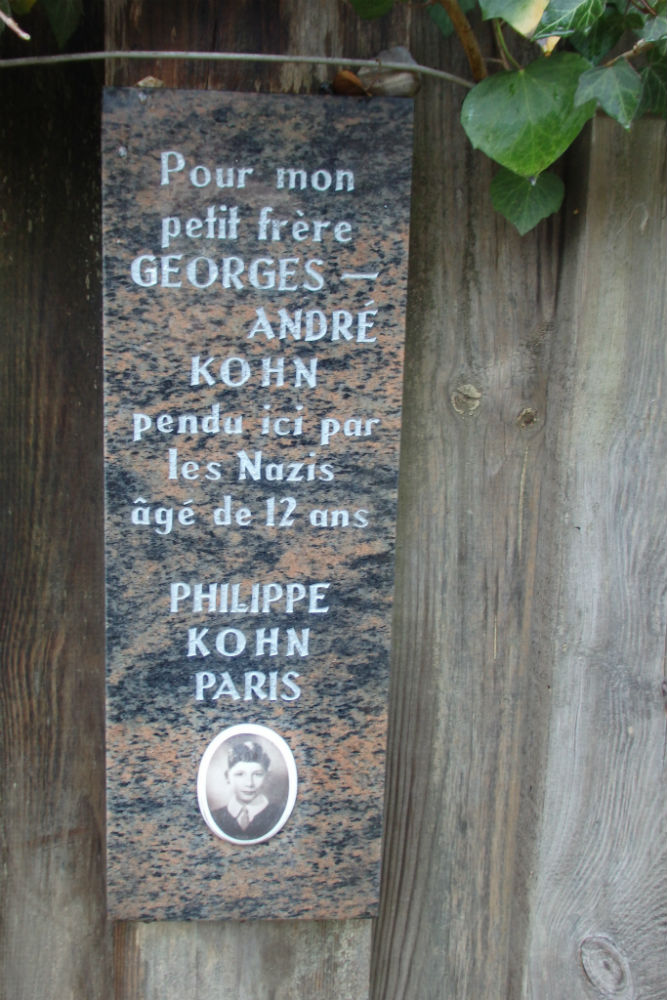 Pour mon
petit frère
GEORGES –
ANDRÉ
KOHN
pendu ici par
les Nazis
âgé de 12 ans
PHILIPPE
KOHN
PARIS